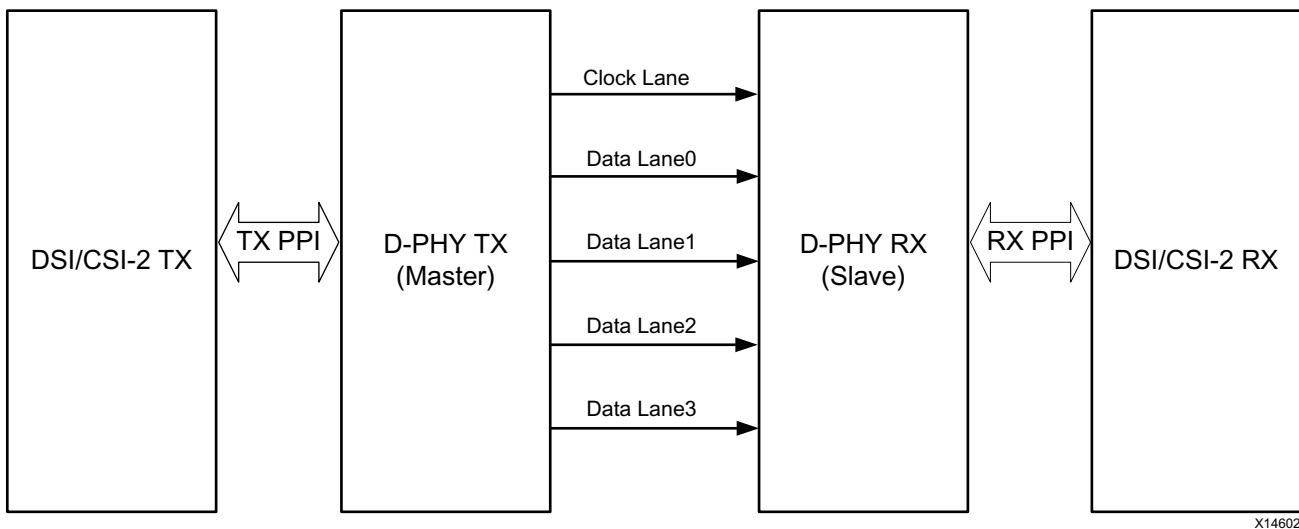 Clock Lane
Data Lane0
Data Lane1
Data Lane2
Data Lane3
DSI/CSI-2 TX
TX PPI
D-PHY TX
(Master)
D-PHY RX
(Slave)
RX PPI
DSI/CSI-2 RX
X14602